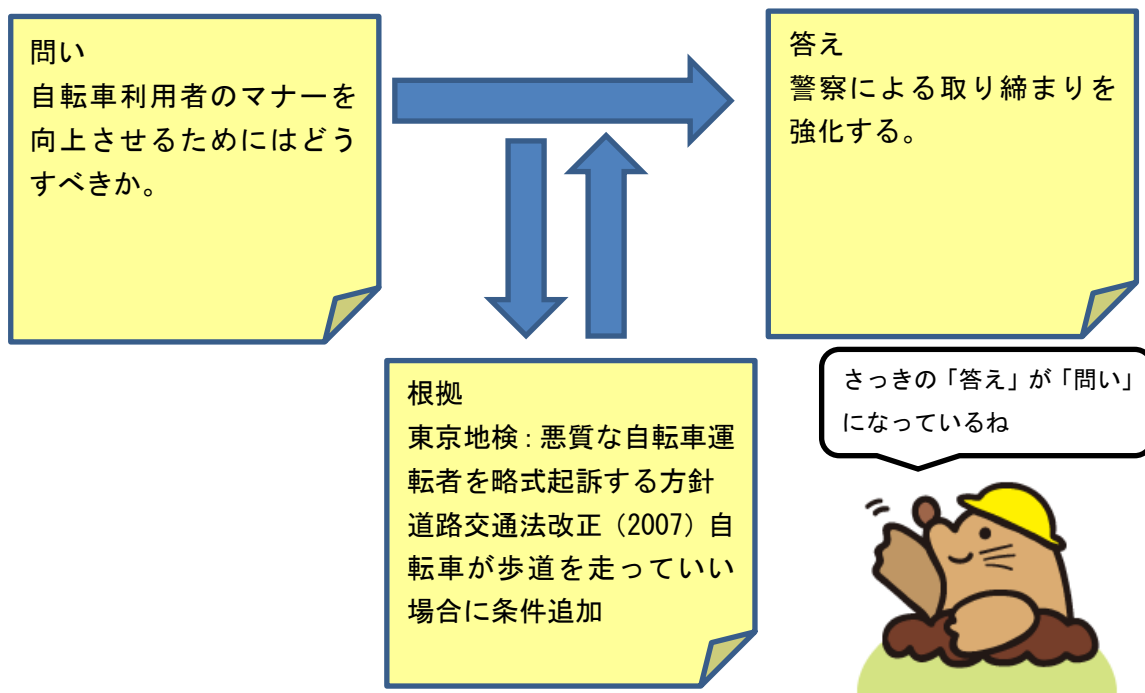 問い
自転車利用者のマナーを
向上させるためにはどう
すべきか。
答え
警察による取り締まりを
強化する。
根拠
東京地検：悪質な自転車運
転者を略式起訴する方針
道路交通法改正（2007）自
転車が歩道を走っていい
場合に条件追加
さっきの「答え」が「問い」
になっているね